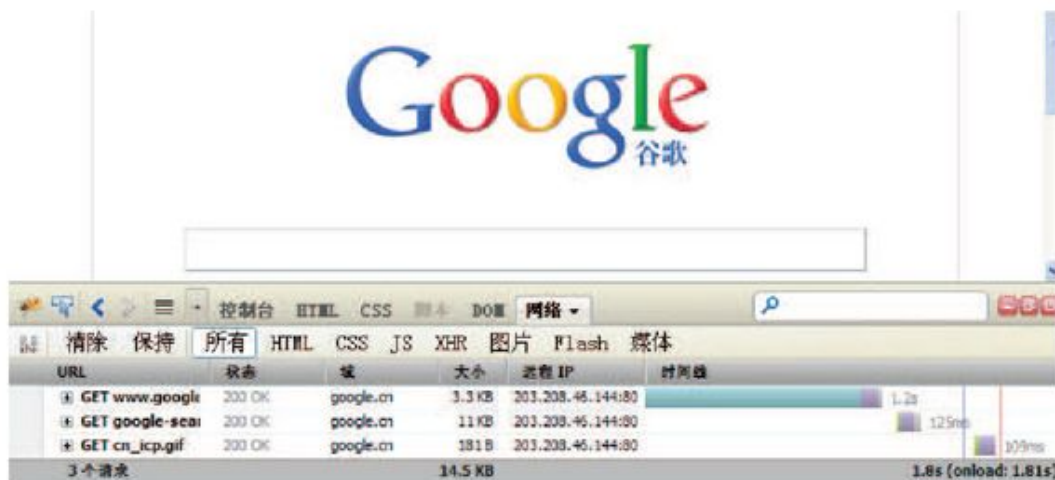 Google
谷歌
控制台 HTML CSS 脚本 DOM 网络
清除 保持 所有 HTML CSS JS XHR 图片 Flash 媒体
URL 状态 域 大小 远程 IP 时间线
GET www.google 200 OK google.cn 3.3 KB 203.208.46.144:80 1.2s
GET google-sear 200 OK google.cn 11 KB 203.208.46.144:80 125ms
GET cn_icp.gif 200 OK google.cn 181 B 203.208.46.144:80 109ms
3 个请求 14.5 KB 1.8s (onload: 1.81s)